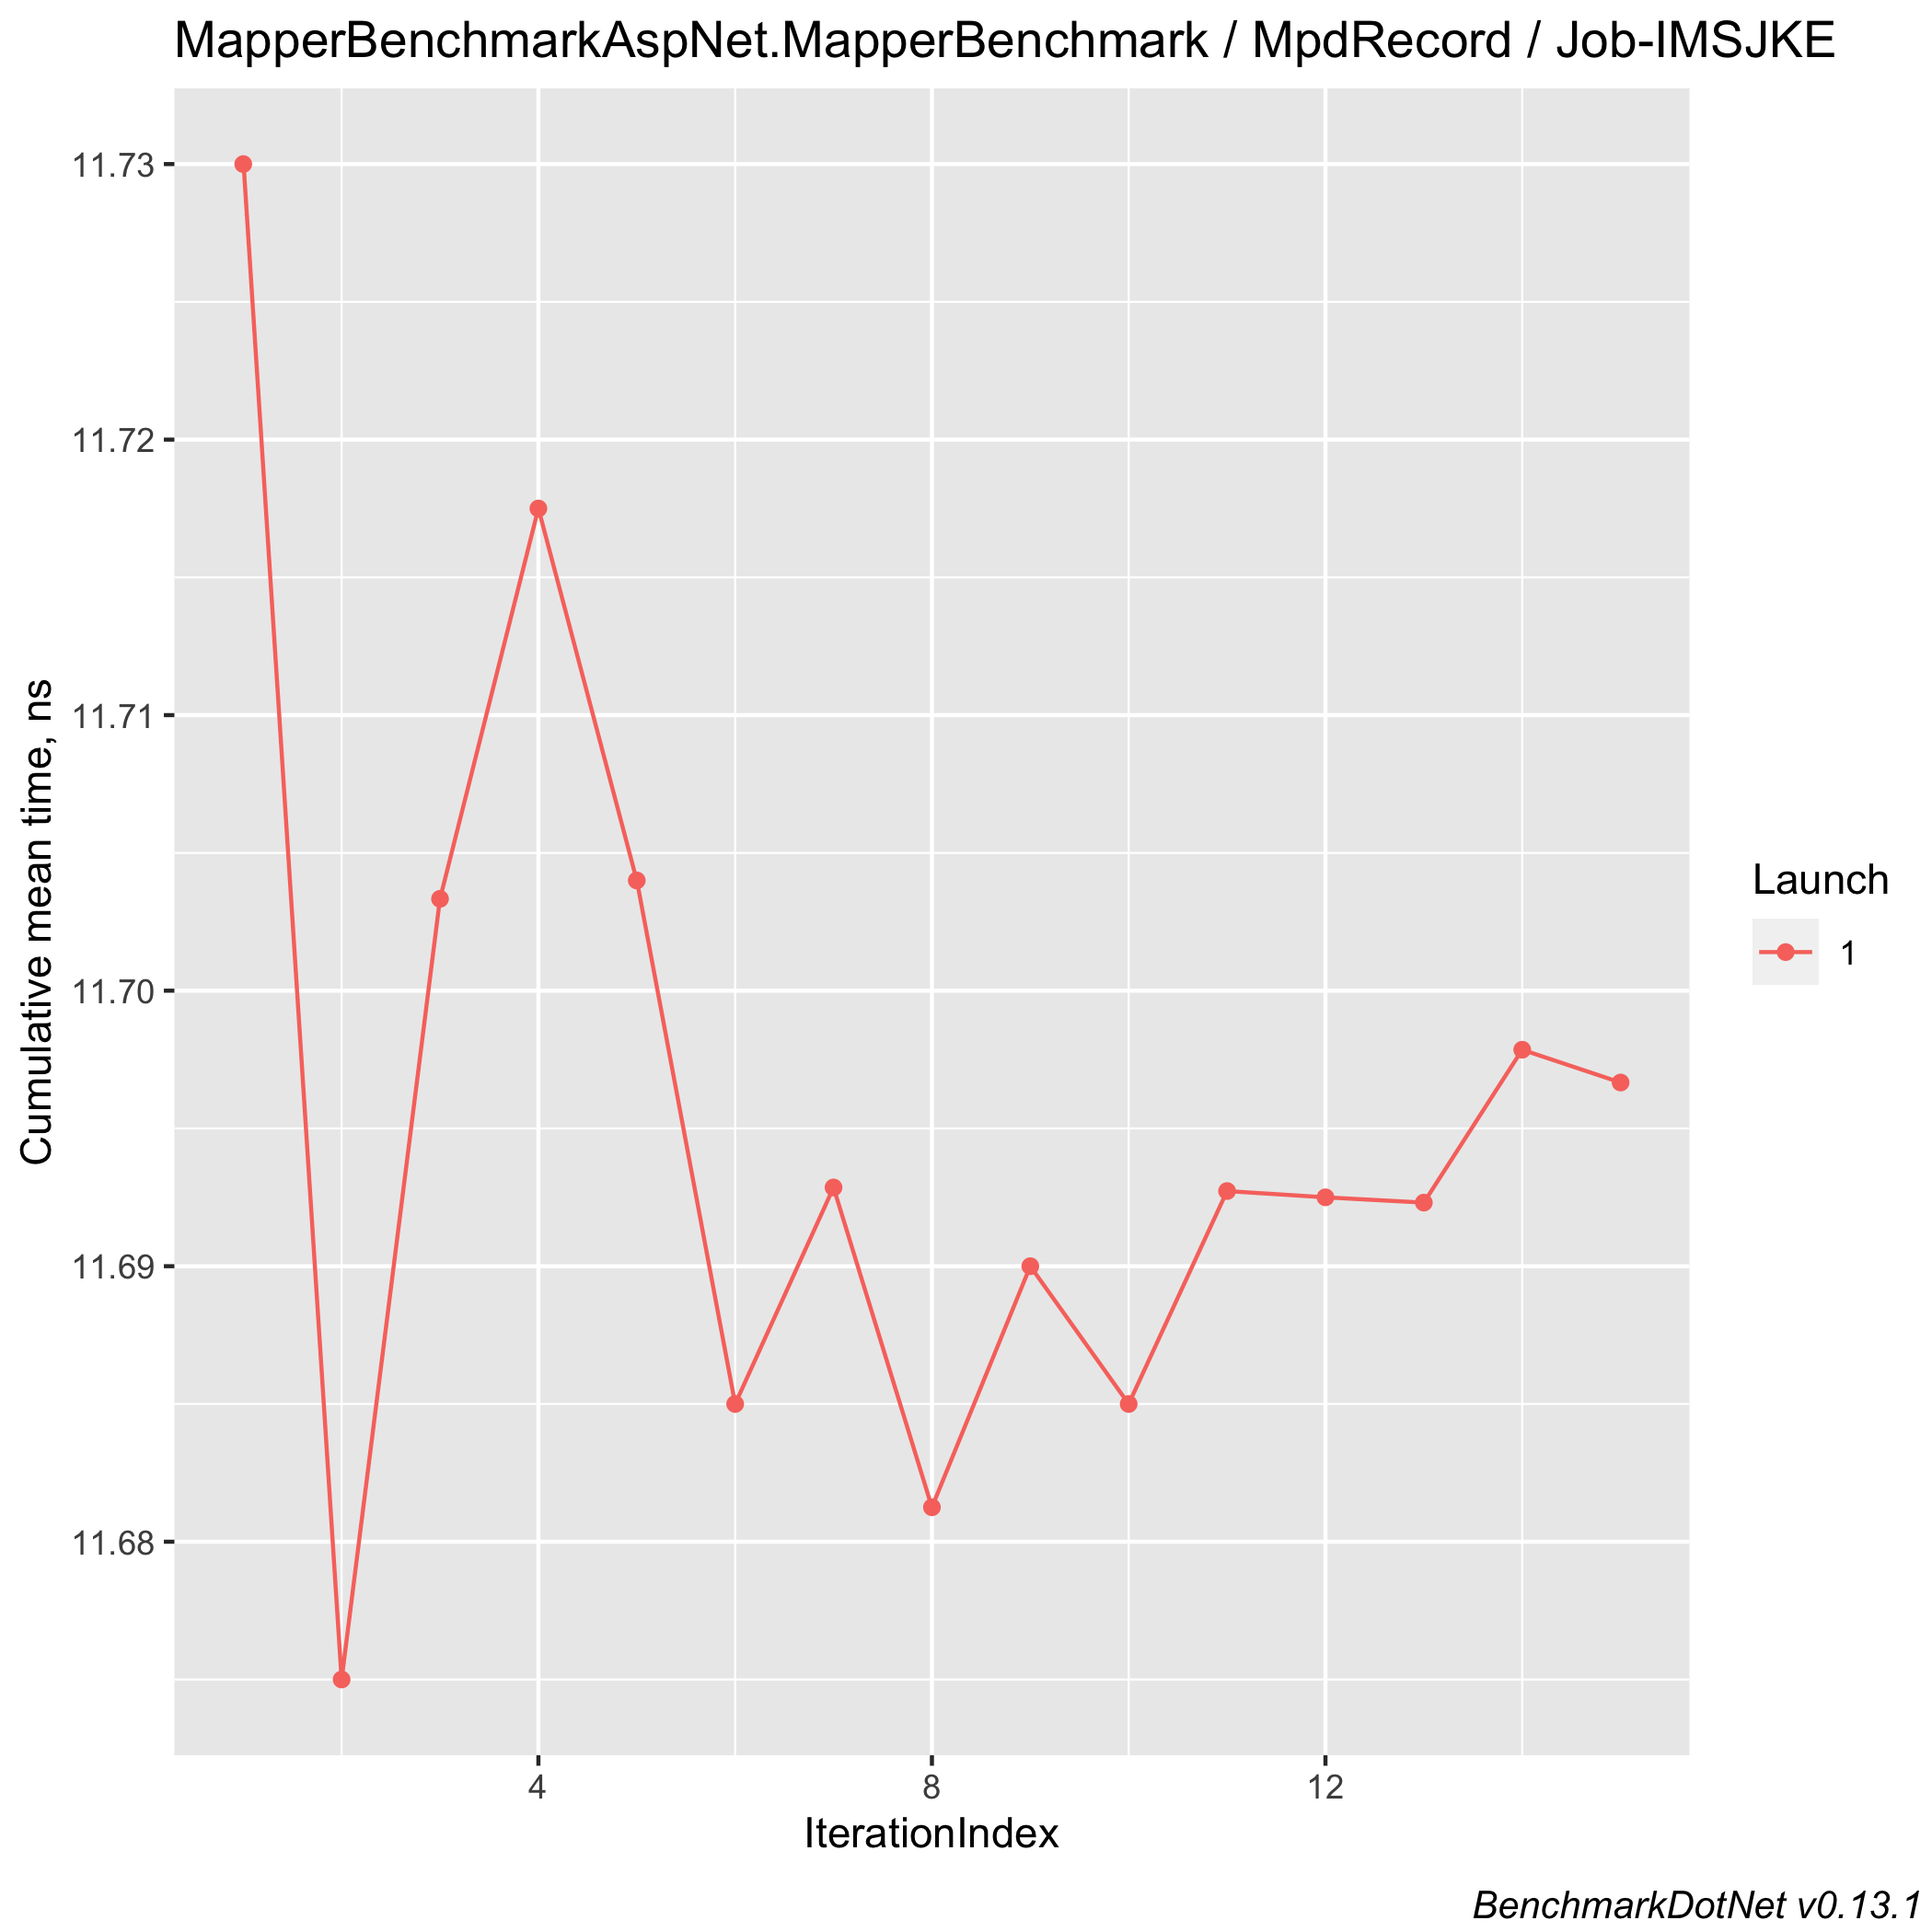 MapperBenchmarkAspNet.MapperBenchmark / MpdRecord / Job-IMSJKE
11.73
11.72
11.71
11.70
11.69
11.68
Cumulative mean time, ns
4
8
12
IterationIndex
Launch
1
BenchmarkDotNet v0.13.1